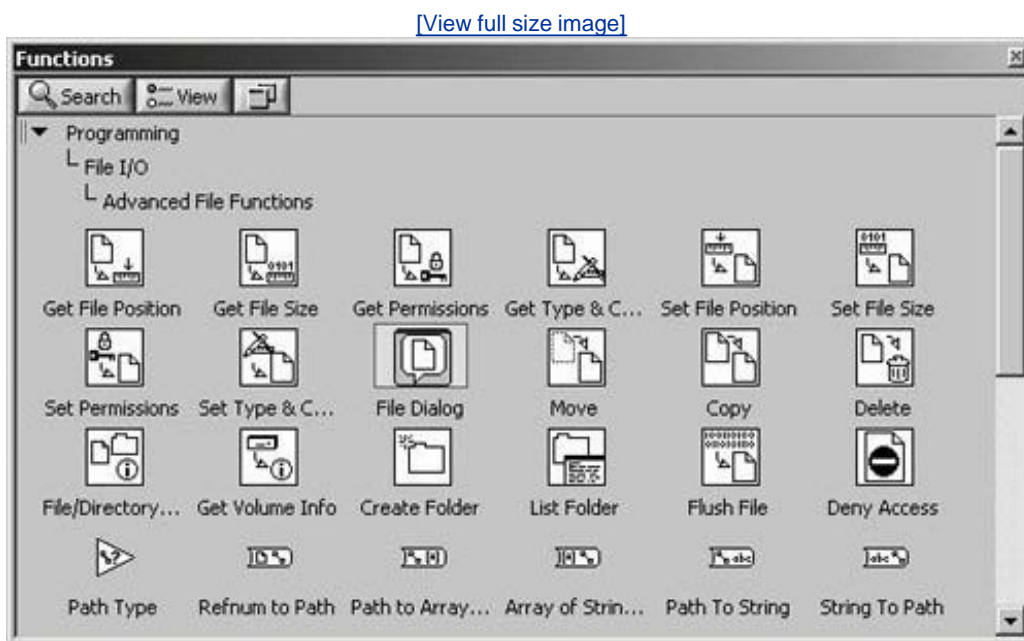 [View full size image]
Functions
Search View
Programming
File I/O
Advanced File Functions
Get File Position Get File Size Get Permissions Get Type & C... Set File Position Set File Size
Set Permissions Set Type & C... File Dialog Move Copy Delete
File/Directory... Get Volume Info Create Folder List Folder Flush File Deny Access
Path Type Refnum to Path Path to Array... Array of Strin... Path To String String To Path